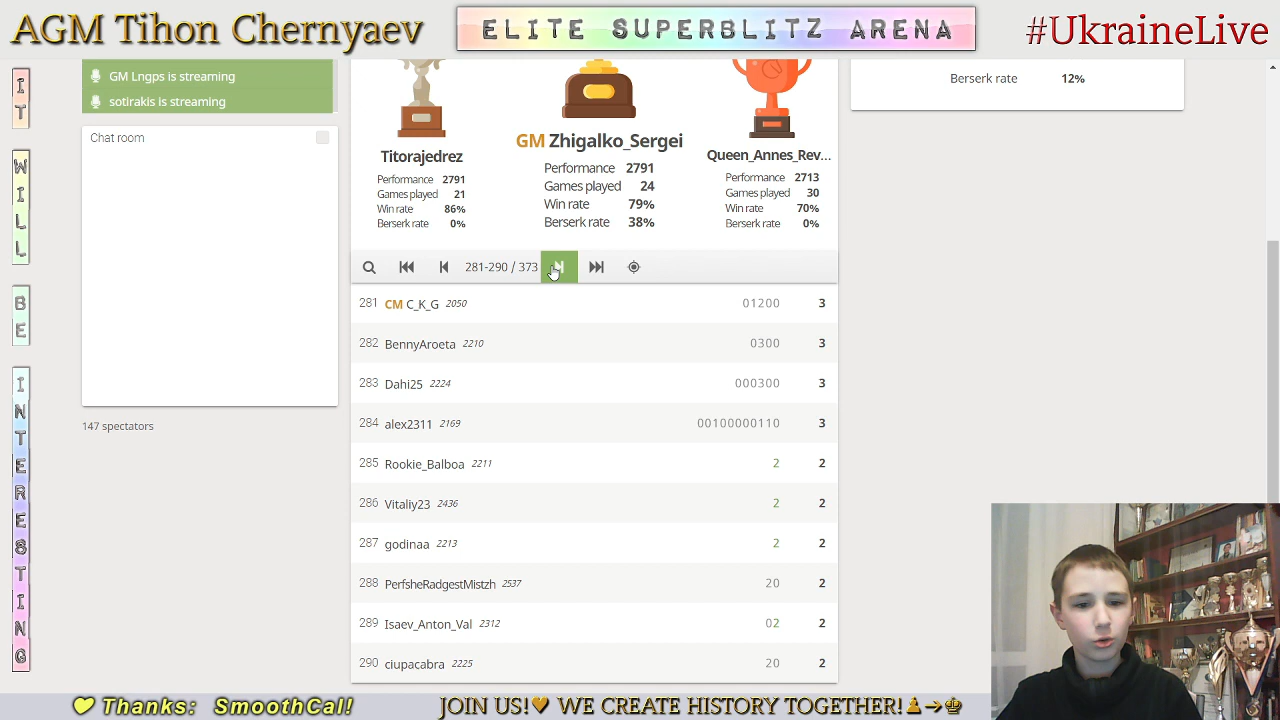 AGM Tihon Chernyaev
ELITE SUPERBLITZ ARENA
#UkraineLive
IT
WILL
BE
INTERESTING
GM Lngps is streaming
sotirakis is streaming
Chat room
147 spectators
Titorajedrez
Performance 2791
Games played 21
Win rate 86%
Berserk rate 0%
GM Zhigalko_Sergei
Performance 2791
Games played 24
Win rate 79%
Berserk rate 38%
Queen_Annes_Rev...
Performance 2713
Games played 30
Win rate 70%
Berserk rate 0%
281-290 / 373
281 CM C_K_G 2050 01200 3
282 BennyAroeta 2210 0300 3
283 Dahi25 2224 000300 3
284 alex2311 2169 00100000110 3
285 Rookie_Balboa 2211 2 2
286 Vitaliy23 2436 2 2
287 godinaa 2213 2 2
288 PerfsheRadgestMistzh 2537 20 2
289 Isaev_Anton_Val 2312 02 2
290 ciupacabra 2225 20 2
Berserk rate 12%
Thanks: SmoothCal!
JOIN US! WE CREATE HISTORY TOGETHER!